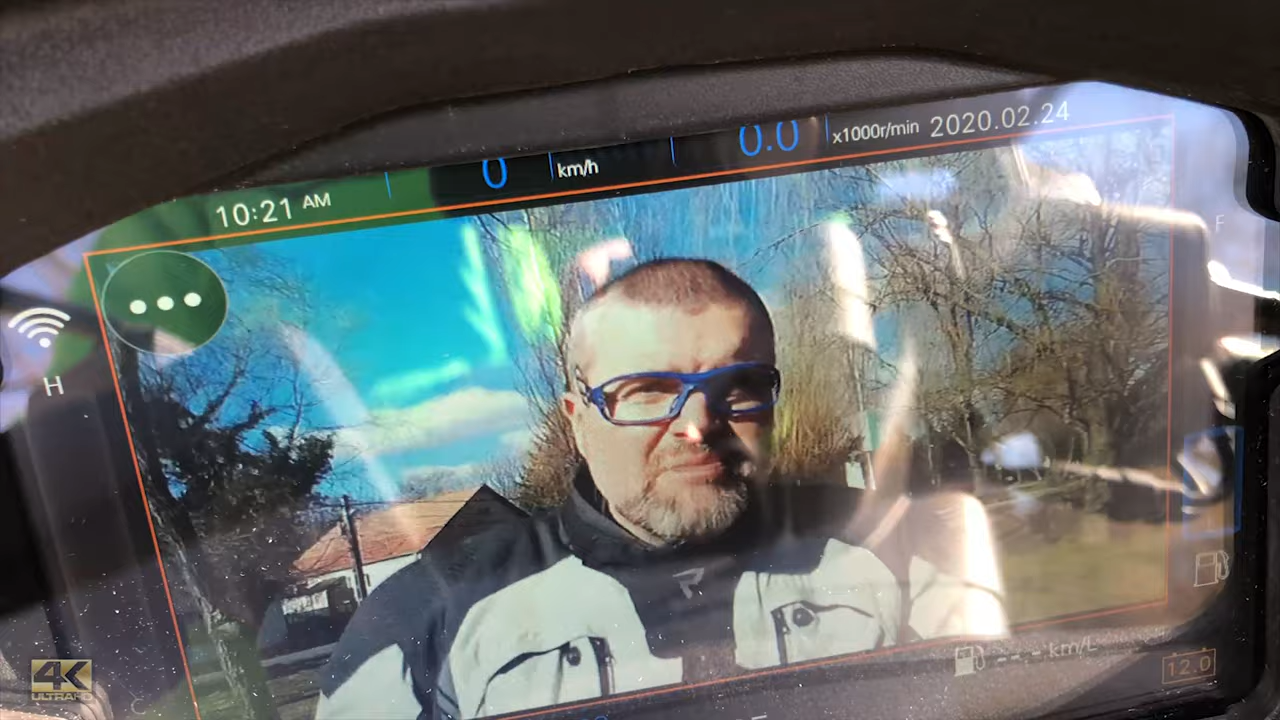 10:21 AM
0 km/h
0.0 x1000r/min
2020.02.24
F
H
R
--.- km/L
12.0
C
4K
ULTRA HD